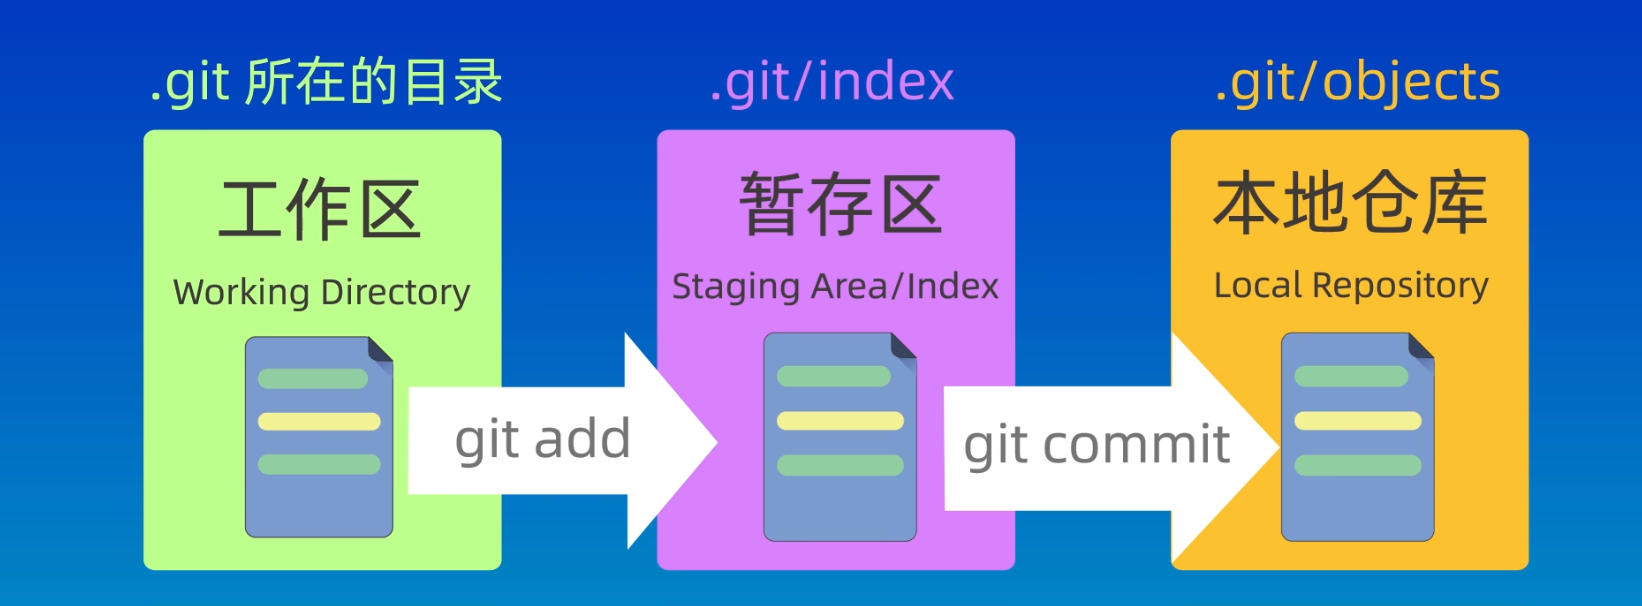 .git 所在的目录
.git/index
.git/objects
工作区
暂存区
本地仓库
Working Directory
Staging Area/Index
Local Repository
git add
git commit